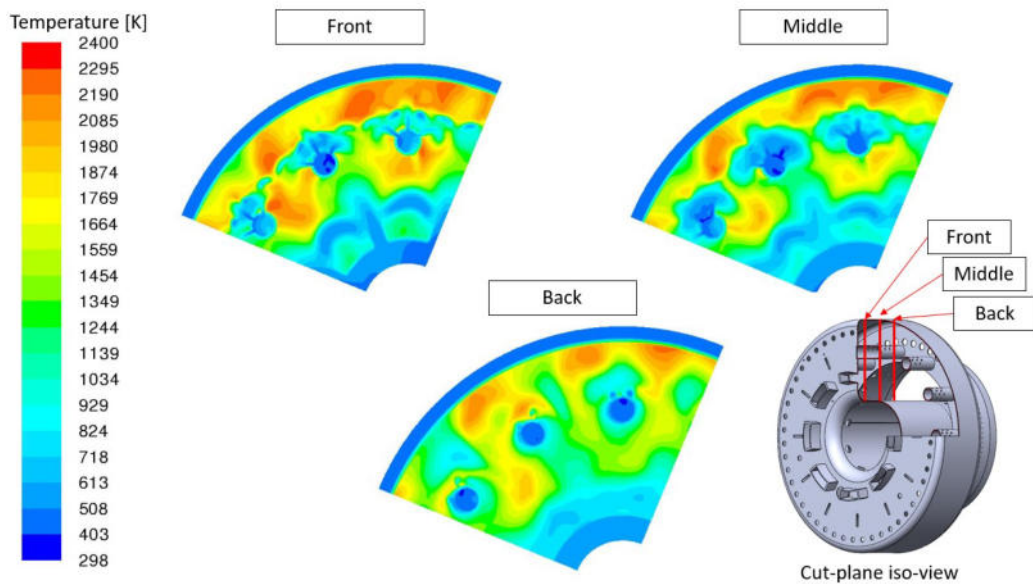 Temperature [K]
2400
2295
2190
2085
1980
1874
1769
1664
1559
1454
1349
1244
1139
1034
929
824
718
613
508
403
298
Front
Middle
Back
Front
Middle
Back
Cut-plane iso-view